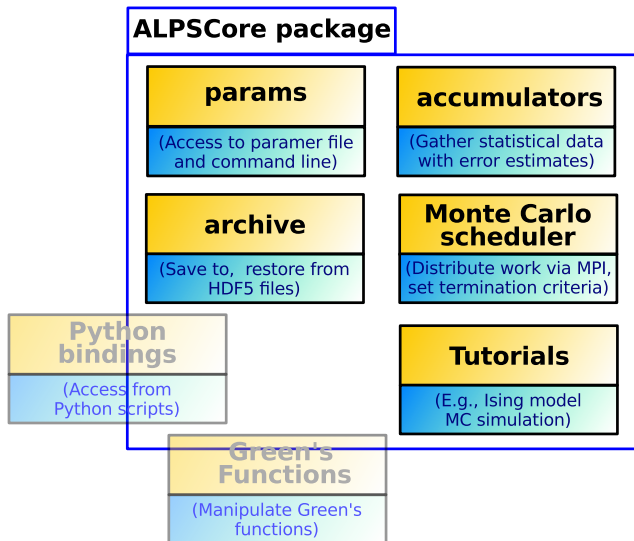 ALPSCore package
params
(Access to paramer file
and command line)
accumulators
(Gather statistical data
with error estimates)
archive
(Save to, restore from
HDF5 files)
Monte Carlo
scheduler
(Distribute work via MPI,
set termination criteria)
Python
bindings
(Access from
Python scripts)
Tutorials
(E.g., Ising model
MC simulation)
Green's
Functions
(Manipulate Green's
functions)